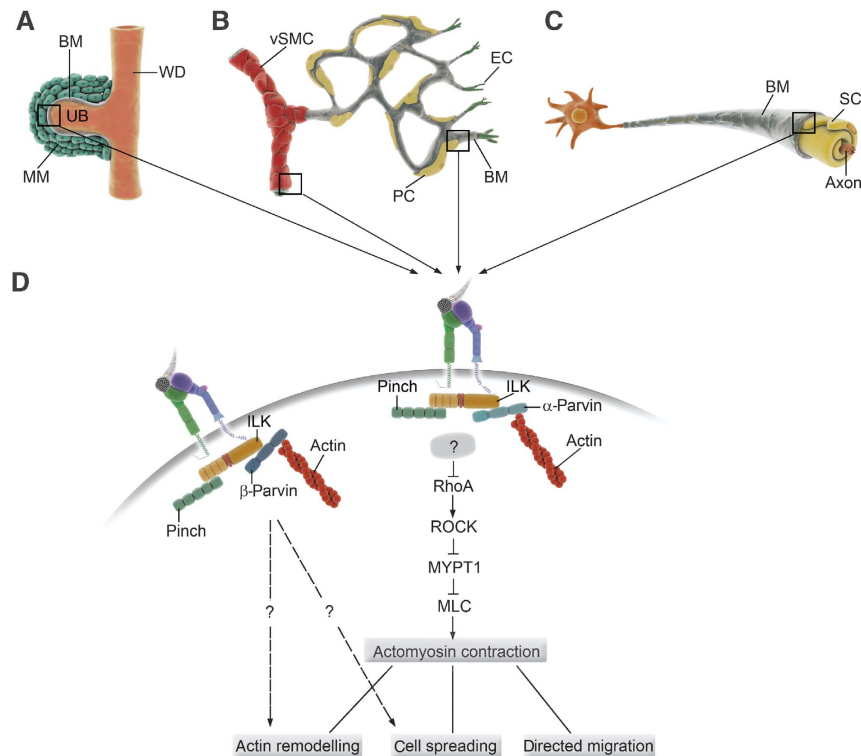 A
BM
WD
UB
MM
B
vSMC
EC
BM
PC
C
BM
SC
Axon
D
ILK
Actin
β-Parvin
Pinch
Pinch
ILK
α-Parvin
Actin
?
RhoA
ROCK
MYPT1
MLC
?
?
Actomyosin contraction
Actin remodelling
Cell spreading
Directed migration